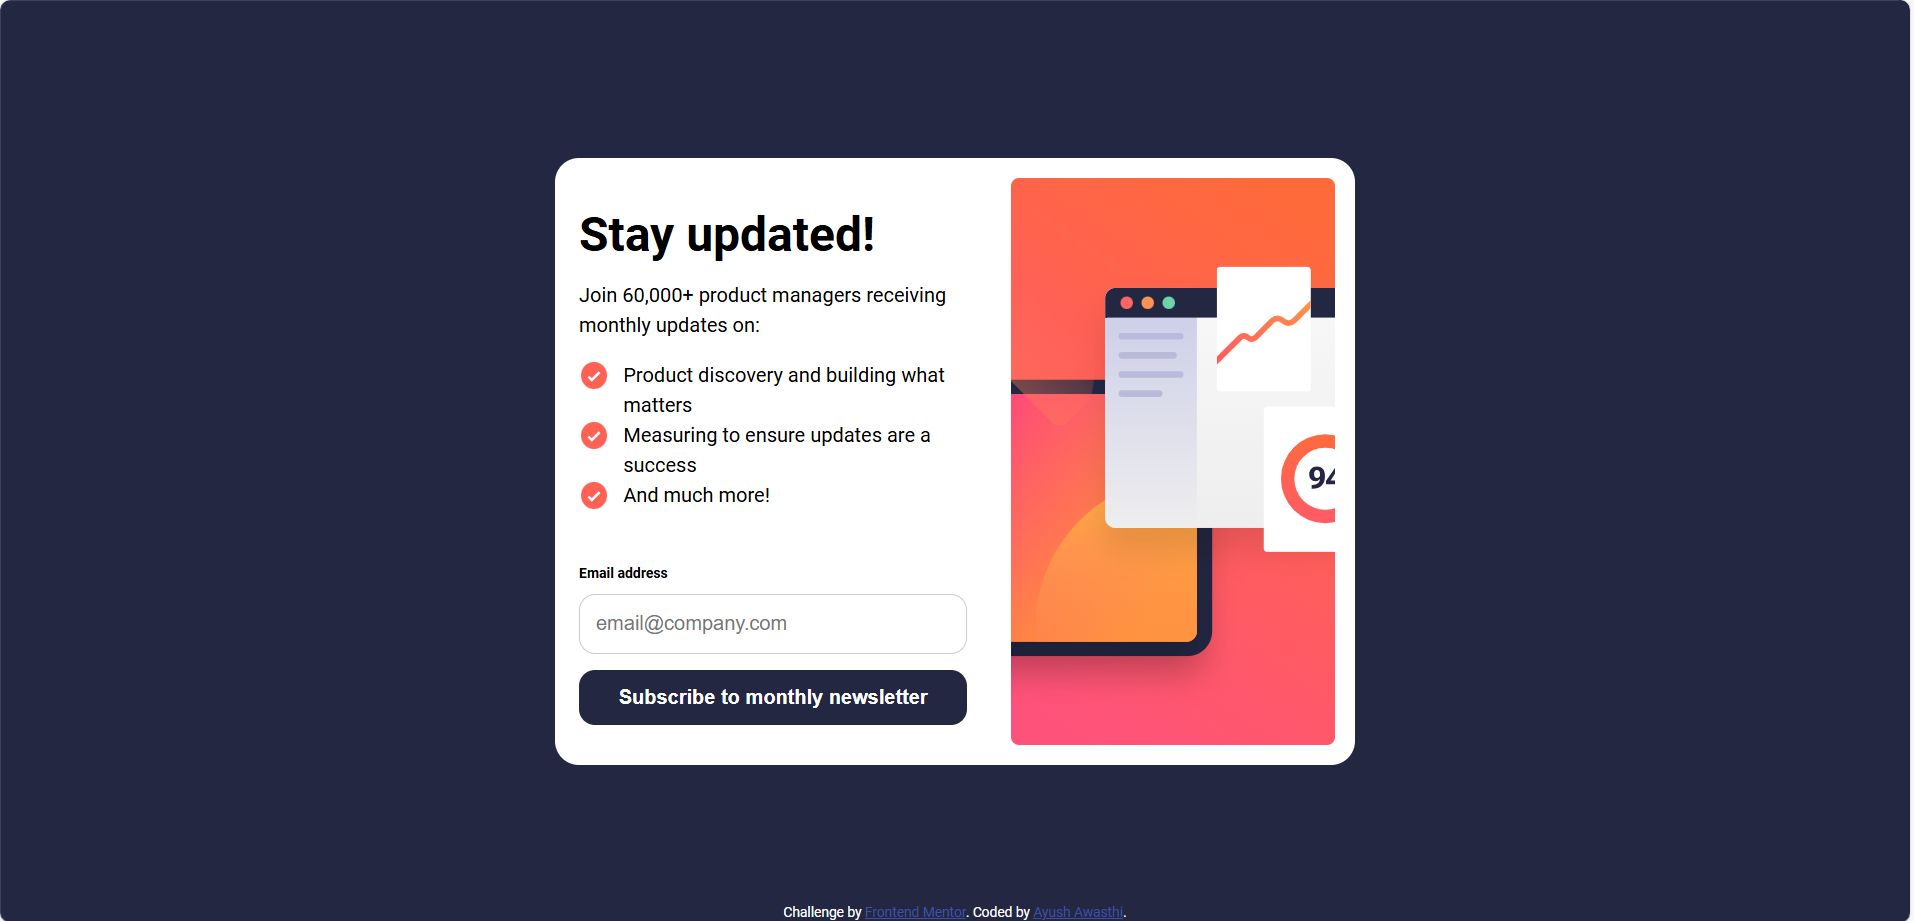 Stay updated!
Join 60,000+ product managers receiving
monthly updates on:
Product discovery and building what
matters
Measuring to ensure updates are a
success
And much more!
94
Email address
email@company.com
Subscribe to monthly newsletter
Challenge by Frontend Mentor. Coded by Ayush Awasthi.